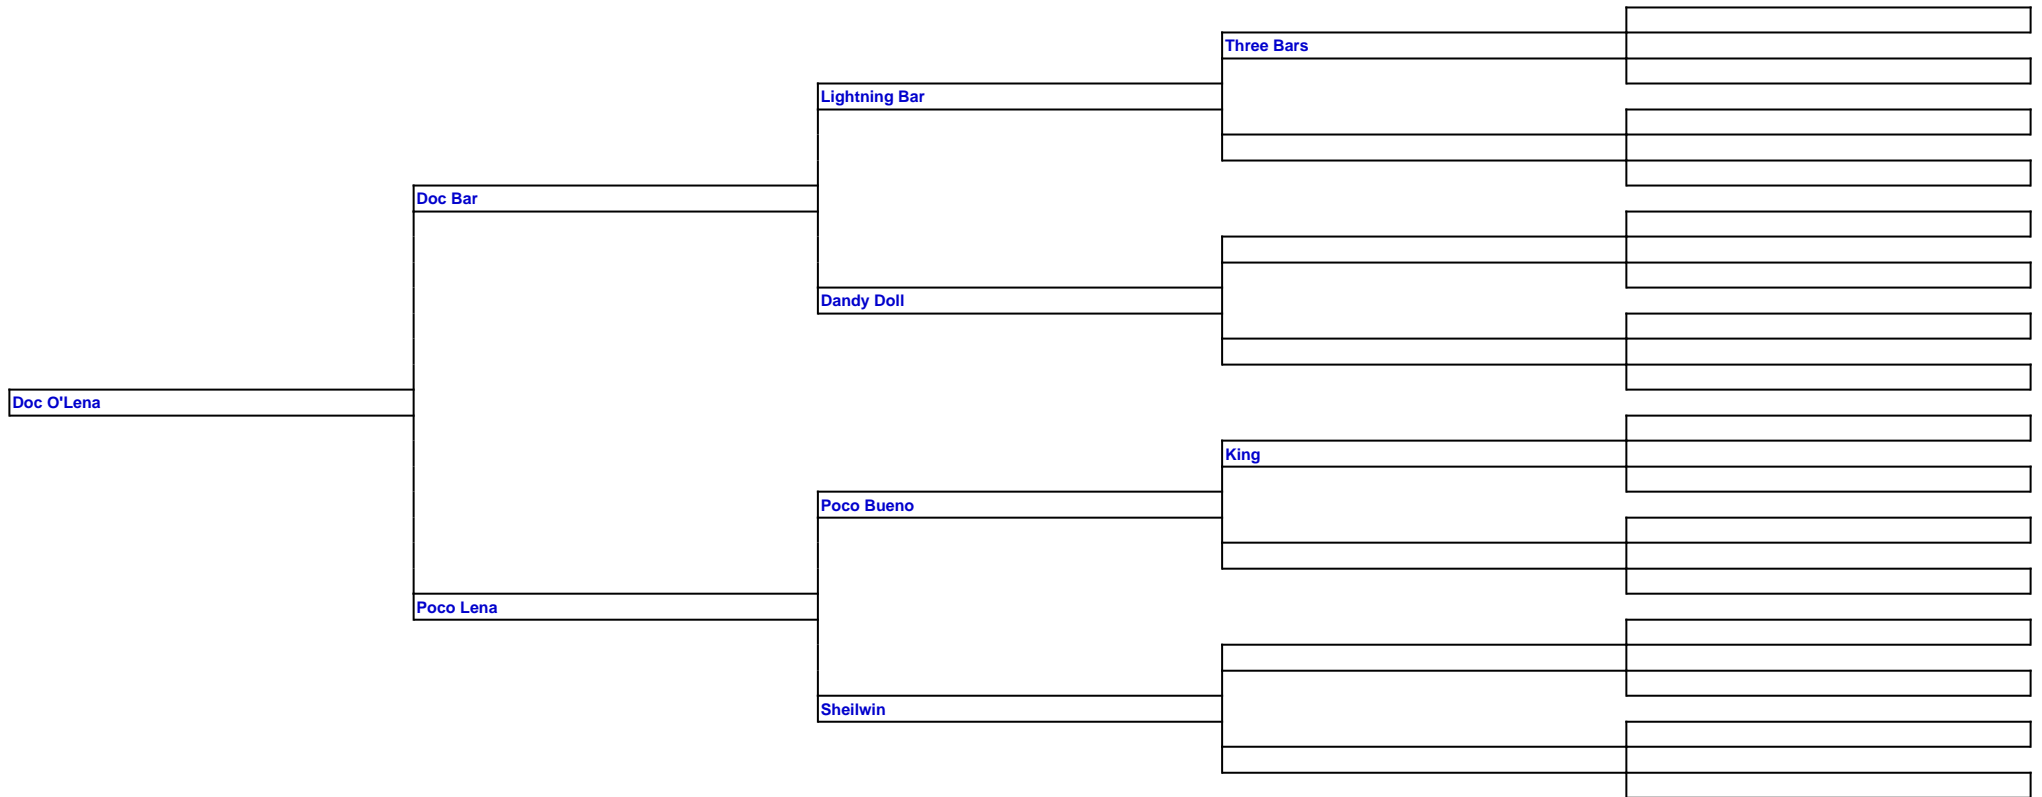 Three Bars
Lightning Bar
Doc Bar
Dandy Doll
Doc O'Lena
King
Poco Bueno
Poco Lena
Sheilwin